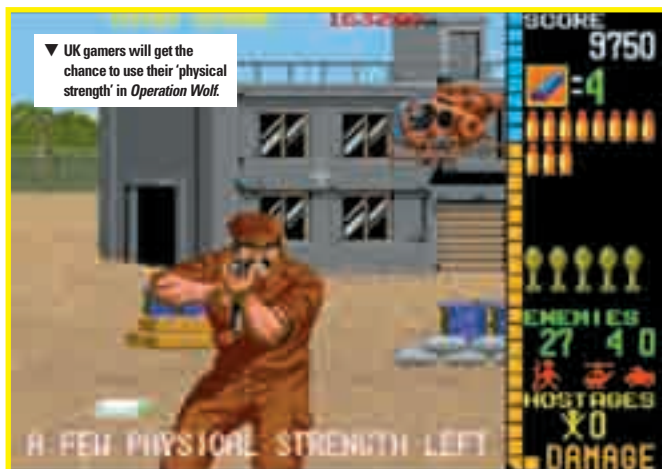 ▼ UK gamers will get the
chance to use their ‘physical
strength’ in Operation Wolf.
SCORE
9750
=4
ENEMIES
27 4 0
HOSTAGES
0
DAMAGE
A FEW PHYSICAL STRENGTH LEFT